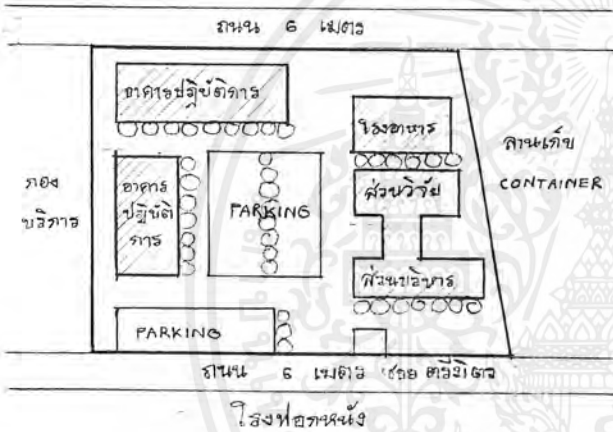 ถนน 6 เมตร
อาคารปฏิบัติการ
โรงอาหาร
ลานเก็บ
CONTAINER
กอง
บริการ
อาคาร
ปฏิบัติ
การ
PARKING
ส่วนวิจัย
ส่วนบริหาร
PARKING
ถนน 6 เมตร ซอย ตรีมิตร
โรงฟอกหนัง